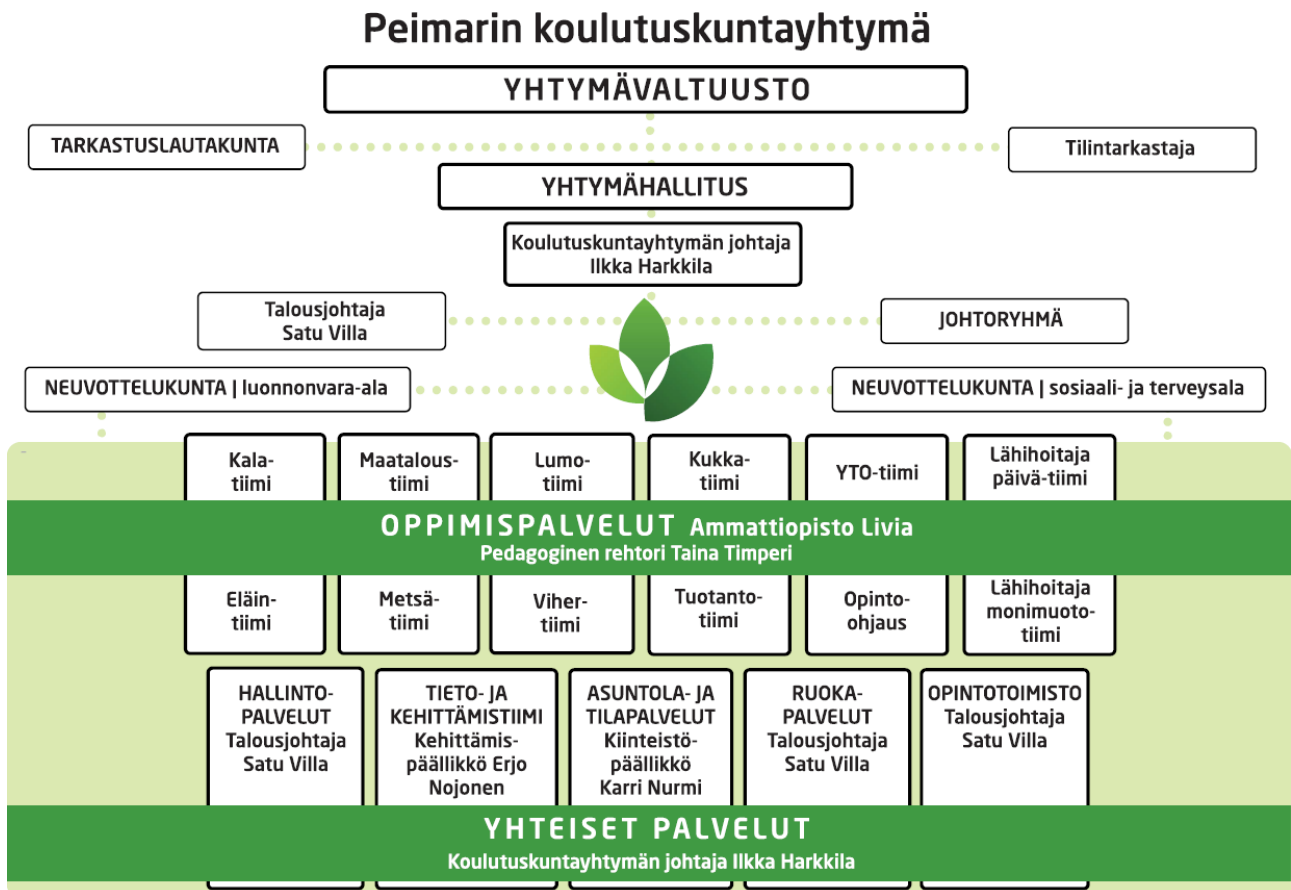 Peimarin koulutuskuntayhtymä
YHTYMÄVALTUUSTO
TARKASTUSLAUTAKUNTA
Tilintarkastaja
YHTYMÄHALLITUS
Koulutuskuntayhtymän johtaja
Ilkka Harkkila
Talousjohtaja
Satu Villa
JOHTORYHMÄ
NEUVOTTELUKUNTA | luonnonvara-ala
NEUVOTTELUKUNTA | sosiaali- ja terveysala
Kala-
tiimi
Maatalous-
tiimi
Lumo-
tiimi
Kukka-
tiimi
YTO-tiimi
Lähihoitaja
päivä-tiimi
OPPIMISPALVELUT Ammattiopisto Livia
Pedagoginen rehtori Taina Timperi
Eläin-
tiimi
Metsä-
tiimi
Viher-
tiimi
Tuotanto-
tiimi
Opinto-
ohjaus
Lähihoitaja
monimuoto-
tiimi
HALLINTO-
PALVELUT
Talousjohtaja
Satu Villa
TIETO- JA
KEHITTÄMISTIIMI
Kehittämis-
päällikkö Erjo
Nojonen
ASUNTOLA- JA
TILAPALVELUT
Kiinteistö-
päällikkö
Karri Nurmi
RUOKA-
PALVELUT
Talousjohtaja
Satu Villa
OPINTOTOIMISTO
Talousjohtaja
Satu Villa
YHTEISET PALVELUT
Koulutuskuntayhtymän johtaja Ilkka Harkkila